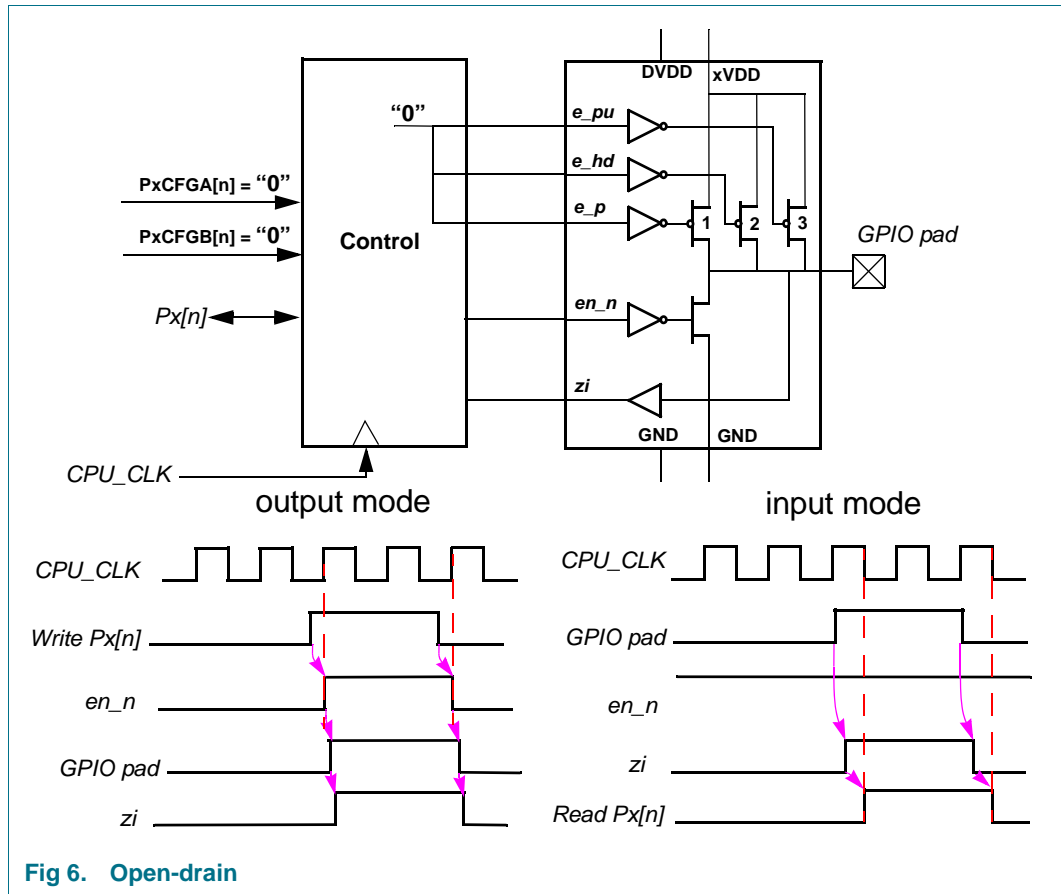 DVDD xVDD
“0”
e_pu
e_hd
PxCFGA[n] = “0”
e_p
1 2 3
PxCFGB[n] = “0”
Control
GPIO pad
Px[n]
en_n
zi
GND GND
CPU_CLK
output mode
input mode
CPU_CLK
Write Px[n]
en_n
GPIO pad
zi
CPU_CLK
GPIO pad
en_n
zi
Read Px[n]
Fig 6. Open-drain